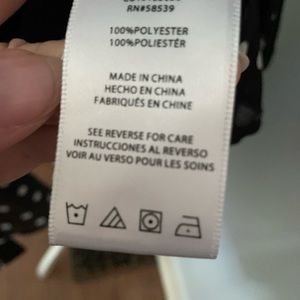 RN#58539
100%POLYESTER
100%POLIESTÉR
MADE IN CHINA
HECHO EN CHINA
FABRIQUÉS EN CHINE
SEE REVERSE FOR CARE
INSTRUCCIONES AL REVERSO
VOIR AU VERSO POUR LES SOINS